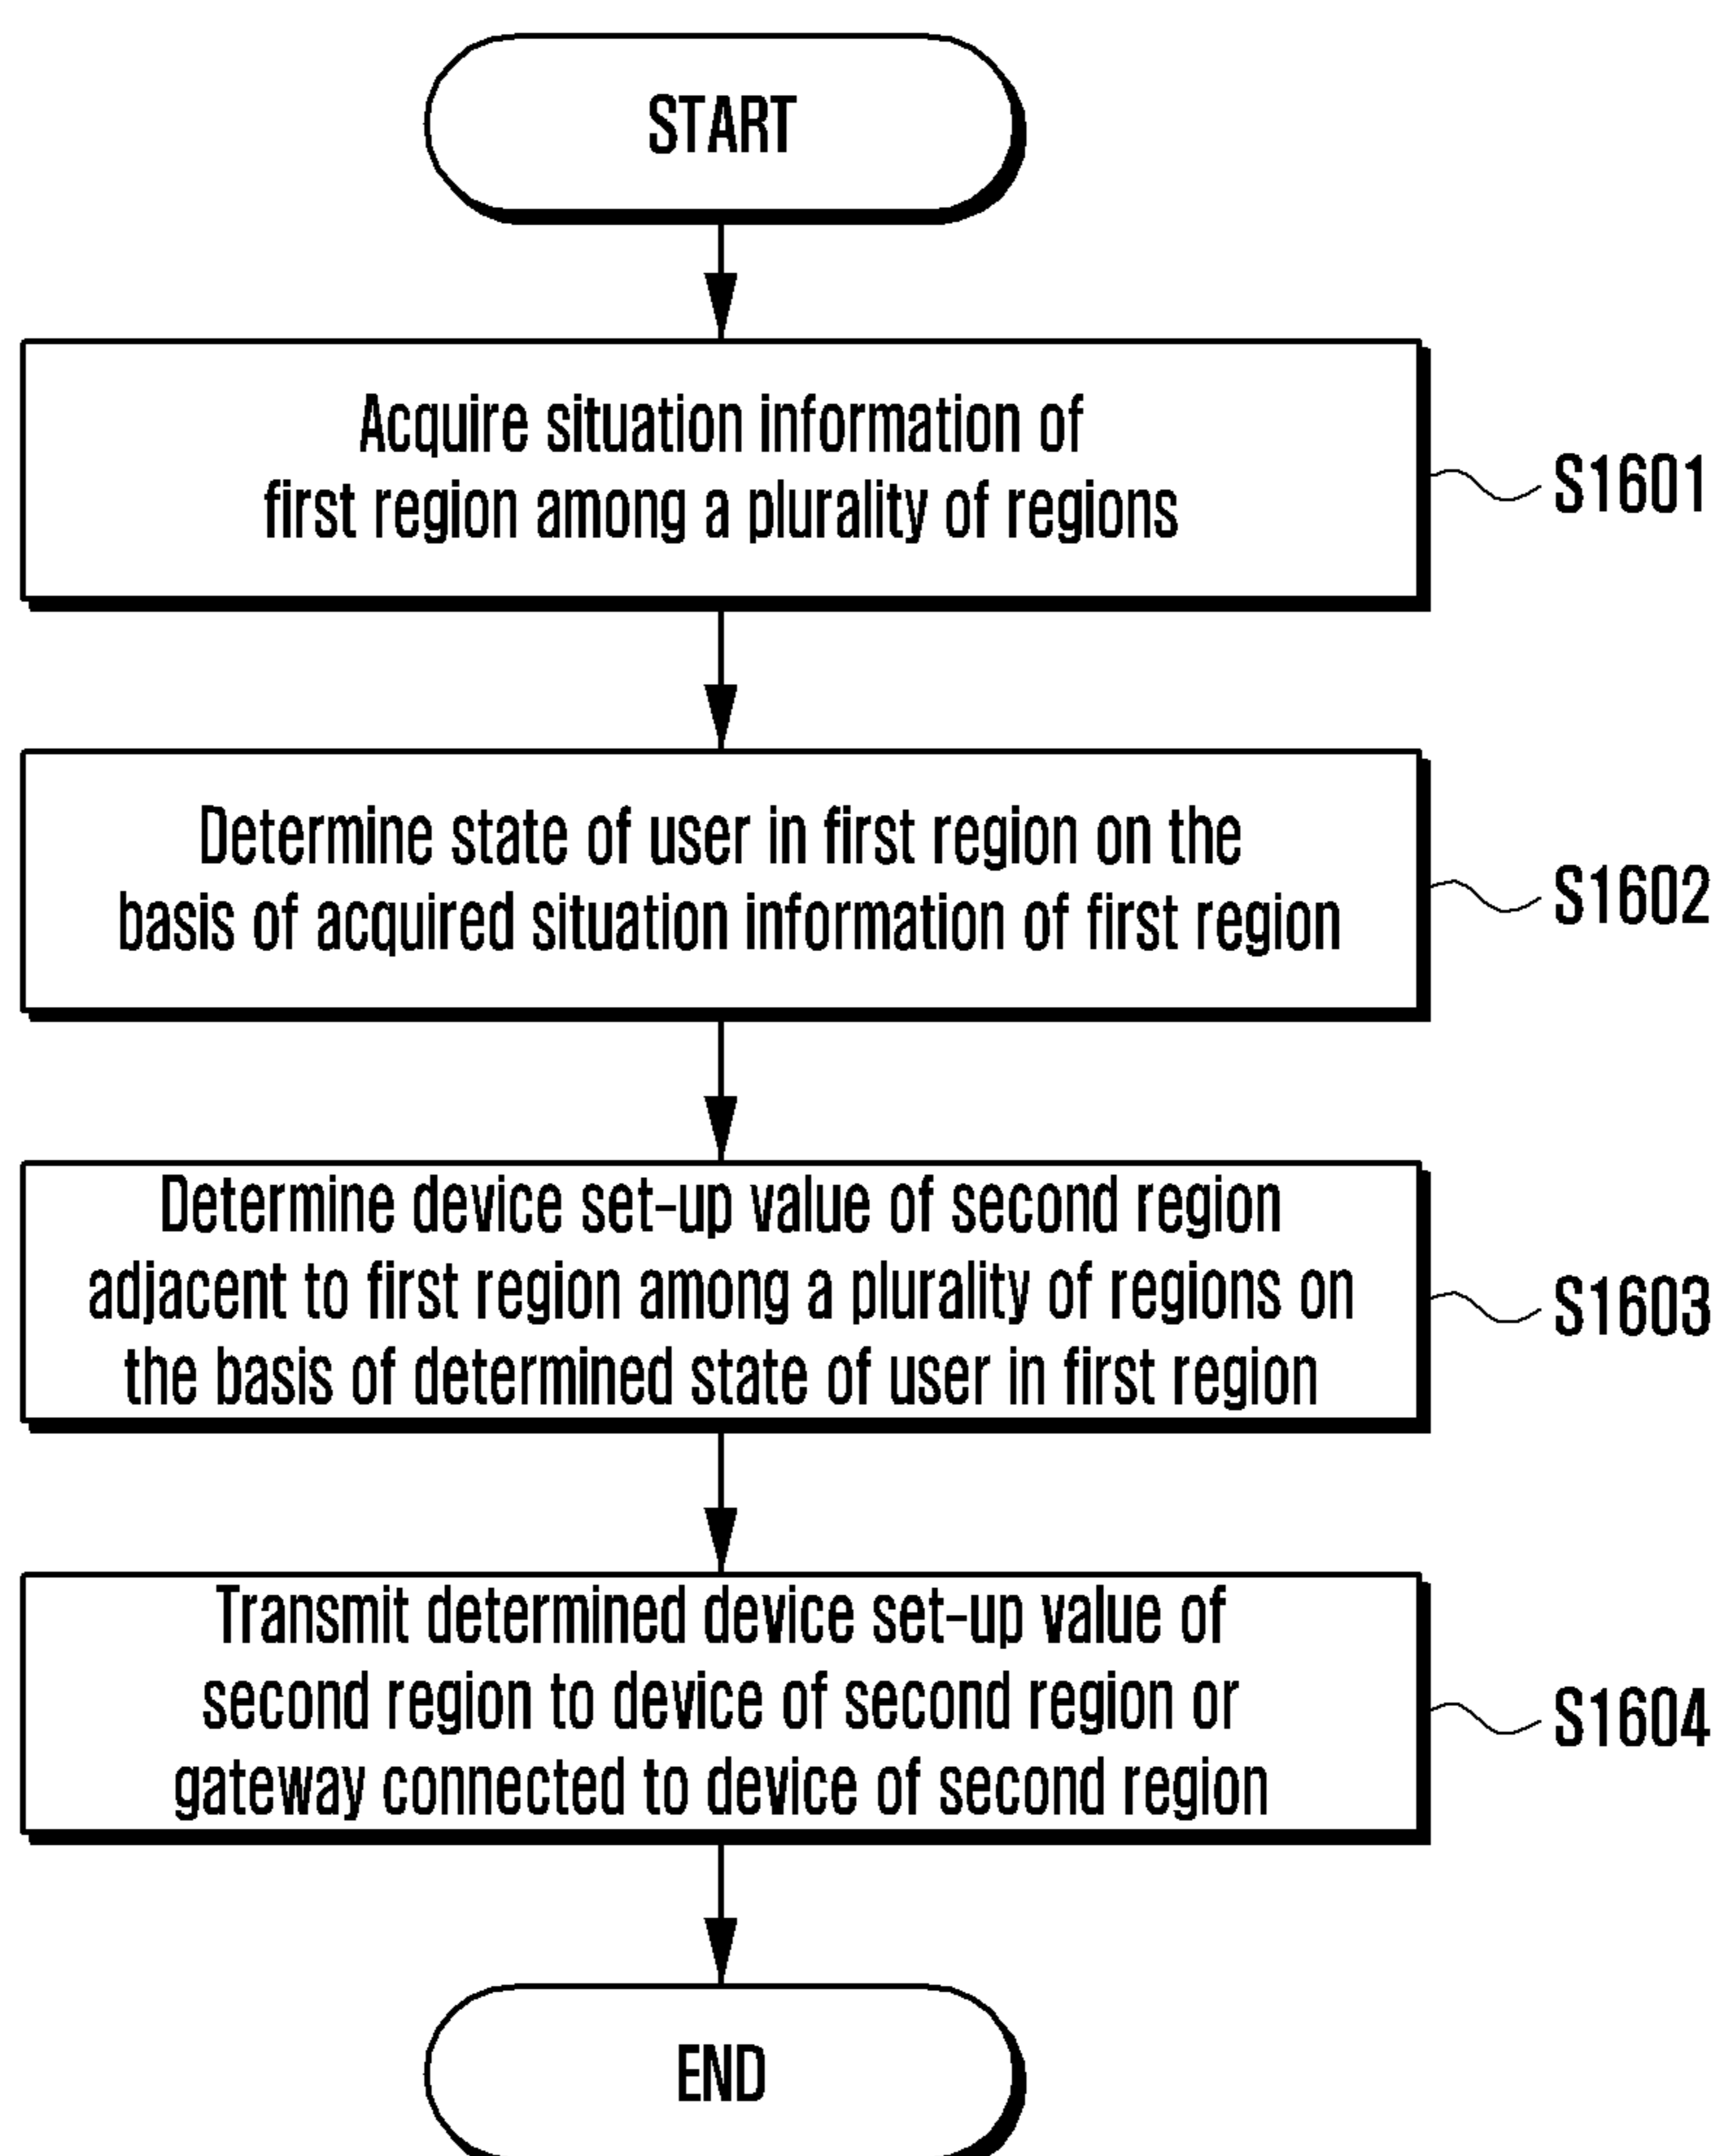 START
Acquire situation information of
first region among a plurality of regions
S1601
Determine state of user in first region on the
basis of acquired situation information of first region
S1602
Determine device set-up value of second region
adjacent to first region among a plurality of regions on
the basis of determined state of user in first region
S1603
Transmit determined device set-up value of
second region to device of second region or
gateway connected to device of second region
S1604
END